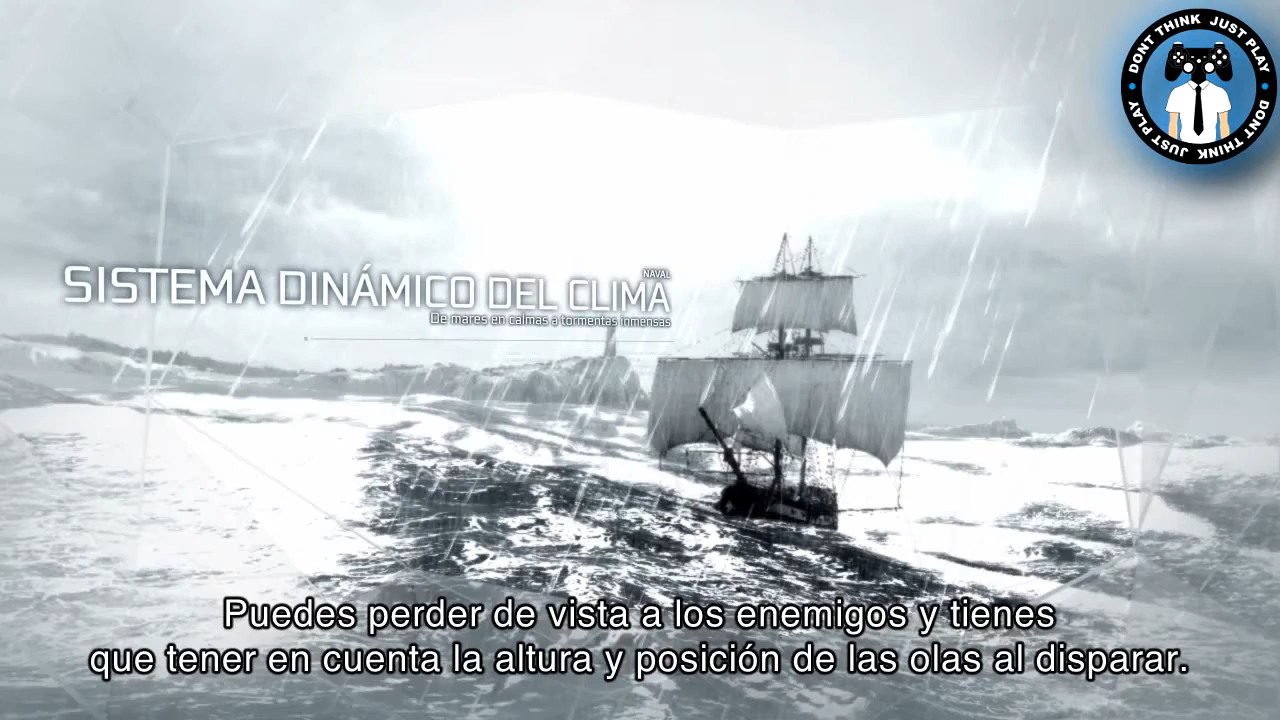 DONT THINK JUST PLAY
DONT THINK JUST PLAY
NAVAL
SISTEMA DINÁMICO DEL CLIMA
De mares en calmas a tormentas inmensas
Puedes perder de vista a los enemigos y tienes
que tener en cuenta la altura y posición de las olas al disparar.